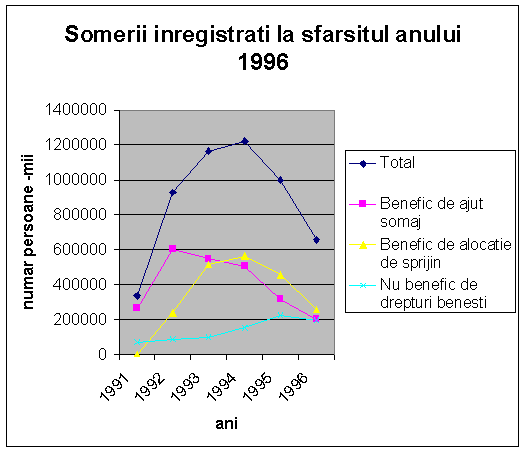 Somerii inregistrati la sfarsitul anului
1996
numar persoane -mii
1400000
1200000
1000000
800000
600000
400000
200000
0
1991
1992
1993
1994
1995
1996
ani
Total
Benefic de ajut
somaj
Benefic de alocatie
de sprijin
Nu benefic de
drepturi benesti